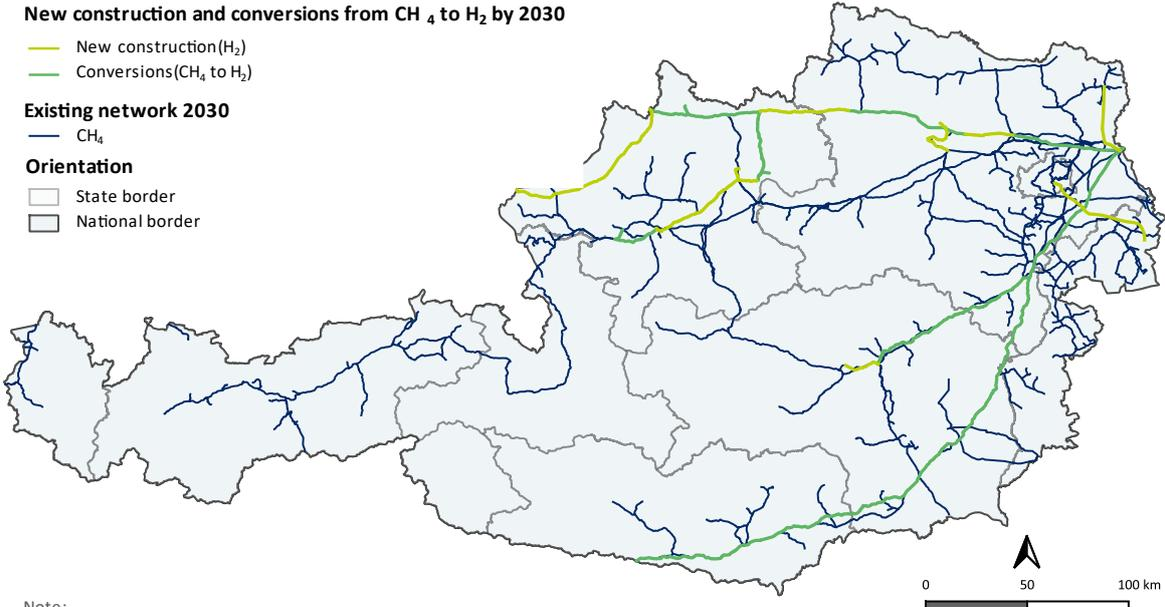 New construction and conversions from CH ₄ to H₂ by 2030
New construction(H₂)
Conversions(CH₄ to H₂)
Existing network 2030
CH₄
Orientation
State border
National border
0 50 100 km
Note: